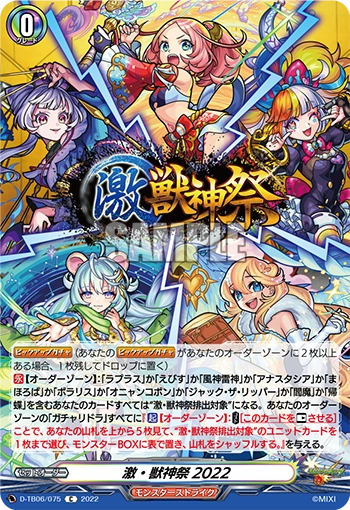 0
グレード
激獣神祭
SAMPLE
ピックアップガチャ (あなたのピックアップガチャがあなたのオーダーゾーンに2枚以上
ある場合、1枚残してドロップに置く)
永【オーダーゾーン】:「ラプラス」か「えびす」か「風神雷神」か「アナスタシア」か「ま
ほろば」か「ポラリス」か「オニャンコポン」か「ジャック・ザ・リッパー」か「閻魔」か「帰
蝶」を含むあなたのカードすべては“激・獣神祭排出対象”になる。あなたのオーダー
ゾーンの「ガチャリドラ」すべてに『起【オーダーゾーン】:【コスト】[このカードを➡させる]
ことで、あなたの山札を上から5枚見て、“激・獣神祭排出対象”のユニットカードを
1枚まで選び、モンスターBOXに表で置き、山札をシャッフルする。』を与える。
激・獣神祭 2022
D-TB06/075 C 2022
モンスターストライク
©MIXI